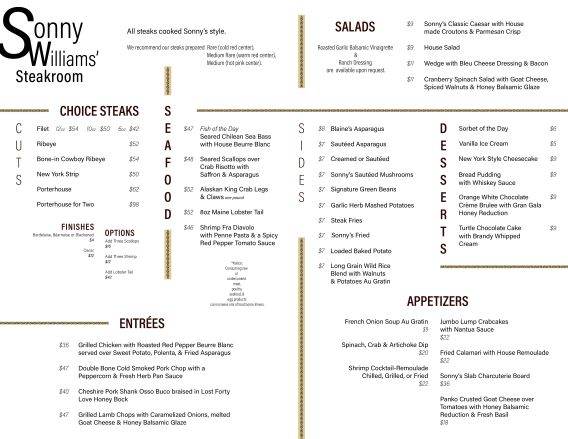 Sonny
Williams'
Steakroom
All steaks cooked Sonny's style.
We recommend our steaks prepared Rare (cold red center),
Medium Rare (warm red center),
Medium (hot pink center).
SALADS
Roasted Garlic Balsamic Vinaigrette
&
Ranch Dressing
are available upon request.
$9 Sonny's Classic Caesar with House
made Croutons & Parmesan Crisp
$9 House Salad
$11 Wedge with Bleu Cheese Dressing & Bacon
$11 Cranberry Spinach Salad with Goat Cheese,
Spiced Walnuts & Honey Balsamic Glaze
CHOICE STEAKS
CUTS
Filet 12oz $54 10oz $50 6oz $42
Ribeye $52
Bone-in Cowboy Ribeye $54
New York Strip $50
Porterhouse $62
Porterhouse for Two $98
FINISHES
Bordelaise, Béarnaise or Blackened
$4
Oscar
$12
OPTIONS
Add Three Scallops
Add Three Shrimp
Add Lobster Tail
SEAFOOD
$47 Fish of the Day
Seared Chilean Sea Bass
with House Beurre Blanc
$48 Seared Scallops over
Crab Risotto with
Saffron & Asparagus
$52 Alaskan King Crab Legs
& Claws one pound
$52 8oz Maine Lobster Tail
$46 Shrimp Fra Diavolo
with Penne Pasta & a Spicy
Red Pepper Tomato Sauce
*Notice:
Consuming raw
or
undercooked
meat,
poultry
seafood, &
egg products
can increase one's risk of food borne illness.
SIDES
$8 Blaine's Asparagus
$7 Sautéed Asparagus
$7 Creamed or Sautéed
$7 Sonny's Sautéed Mushrooms
$7 Signature Green Beans
$7 Garlic Herb Mashed Potatoes
$7 Steak Fries
$7 Sonny's Fried
$7 Loaded Baked Potato
$7 Long Grain Wild Rice
Blend with Walnuts
& Potatoes Au Gratin
DESSERTS
Sorbet of the Day $6
Vanilla Ice Cream $5
New York Style Cheesecake $9
Bread Pudding $9
with Whiskey Sauce
Orange White Chocolate $9
Crème Brulee with Gran Gala
Honey Reduction
Turtle Chocolate Cake $9
with Brandy Whipped
Cream
ENTRÉES
$36 Grilled Chicken with Roasted Red Pepper Beurre Blanc
served over Sweet Potato, Polenta, & Fried Asparagus
$47 Double Bone Cold Smoked Pork Chop with a
Peppercorn & Fresh Herb Pan Sauce
$40 Cheshire Pork Shank Osso Buco braised in Lost Forty
Love Honey Bock
$47 Grilled Lamb Chops with Caramelized Onions, melted
Goat Cheese & Honey Balsamic Glaze
APPETIZERS
French Onion Soup Au Gratin
$9
Spinach, Crab & Artichoke Dip
$20
Shrimp Cocktail-Remoulade
Chilled, Grilled, or Fried
$22
Jumbo Lump Crabcakes
with Nantua Sauce
$22
Fried Calamari with House Remoulade
$22
Sonny's Slab Charcuterie Board
$36
Panko Crusted Goat Cheese over
Tomatoes with Honey Balsamic
Reduction & Fresh Basil
$18